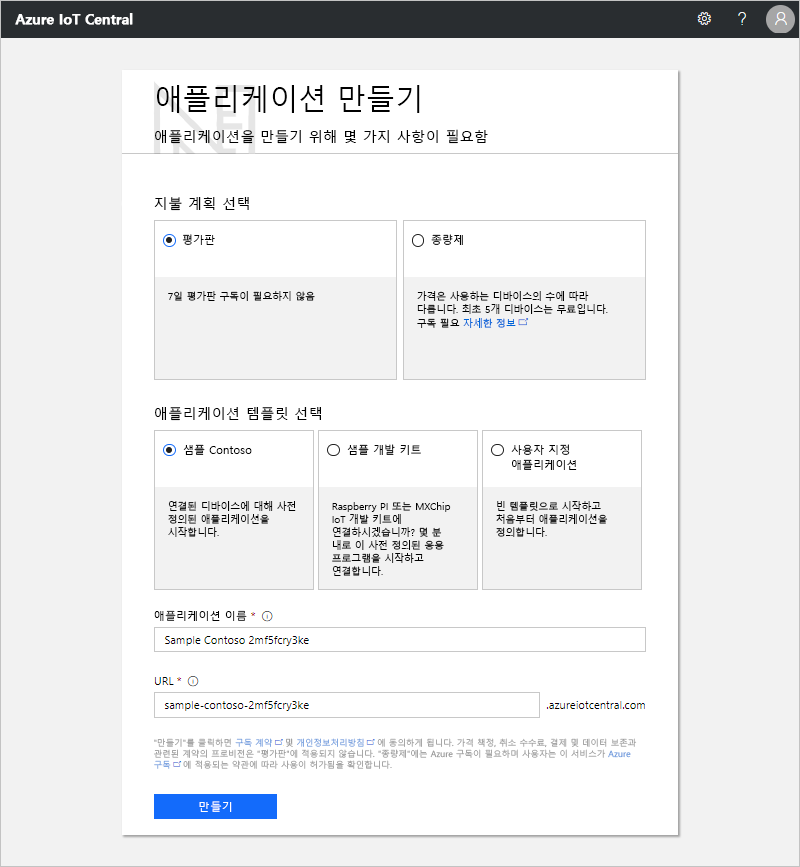 Azure IoT Central
?
애플리케이션 만들기
애플리케이션을 만들기 위해 몇 가지 사항이 필요함
지불 계획 선택
평가판
7일 평가판 구독이 필요하지 않음
종량제
가격은 사용하는 디바이스의 수에 따라
다릅니다. 최초 5개 디바이스는 무료입니다.
구독 필요 자세한 정보
애플리케이션 템플릿 선택
샘플 Contoso
연결된 디바이스에 대해 사전
정의된 애플리케이션을
시작합니다.
샘플 개발 키트
Raspberry PI 또는 MXChip
IoT 개발 키트에
연결하시겠습니까? 몇 분
내로 이 사전 정의된 응용
프로그램을 시작하고
연결합니다.
사용자 지정
애플리케이션
빈 템플릿으로 시작하고
처음부터 애플리케이션을
정의합니다.
애플리케이션 이름 *
Sample Contoso 2mf5fcry3ke
URL *
sample-contoso-2mf5fcry3ke .azureiotcentral.com
"만들기"를 클릭하면 구독 계약 및 개인정보처리방침 에 동의하게 됩니다. 가격 책정, 취소 수수료, 결제 및 데이터 보존과
관련된 계약의 프로비전은 "평가판"에 적용되지 않습니다. "종량제"에는 Azure 구독이 필요하며 사용자는 이 서비스가 Azure
구독 에 적용되는 약관에 따라 사용이 허가됨을 확인합니다.
만들기